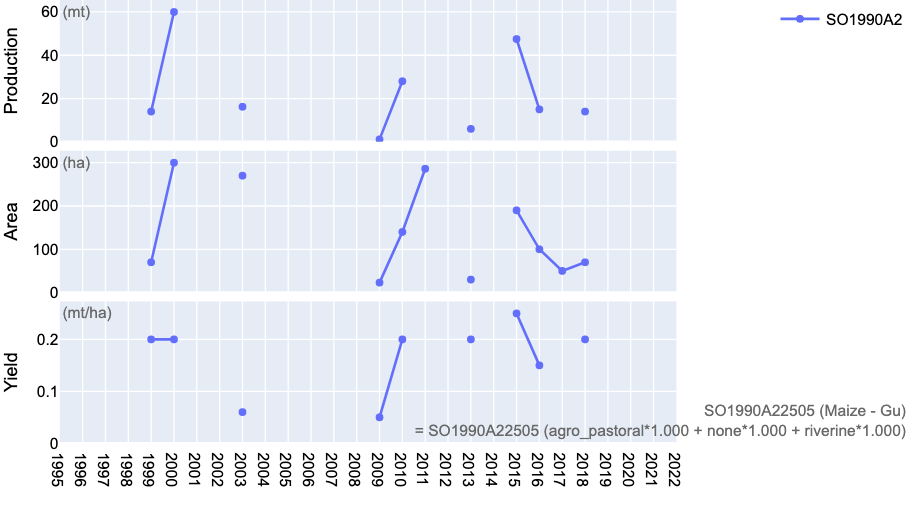 SO1990A2
Production
(mt)
60
40
20
0
Area
(ha)
300
200
100
0
Yield
(mt/ha)
0.2
0.1
0
SO1990A22505 (Maize - Gu)
= SO1990A22505 (agro_pastoral*1.000 + none*1.000 + riverine*1.000)
1995 1996 1997 1998 1999 2000 2001 2002 2003 2004 2005 2006 2007 2008 2009 2010 2011 2012 2013 2014 2015 2016 2017 2018 2019 2020 2021 2022